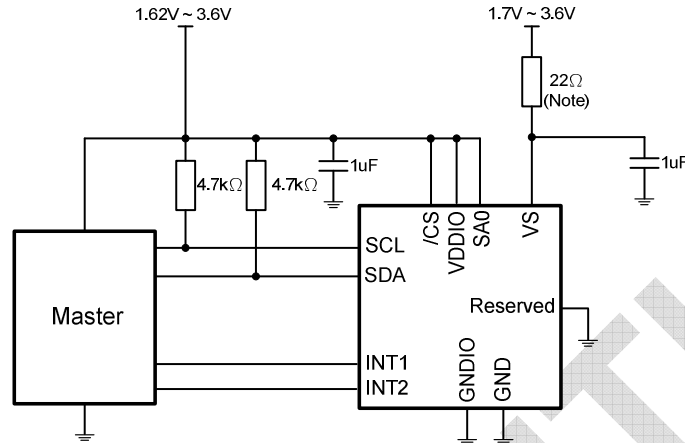 1.62V ~ 3.6V
1.7V ~ 3.6V
22Ω
(Note)
1uF
1uF
4.7kΩ
4.7kΩ
/CS
VDDIO
SA0
VS
SCL
SDA
Reserved
Master
INT1
INT2
GNDIO
GND